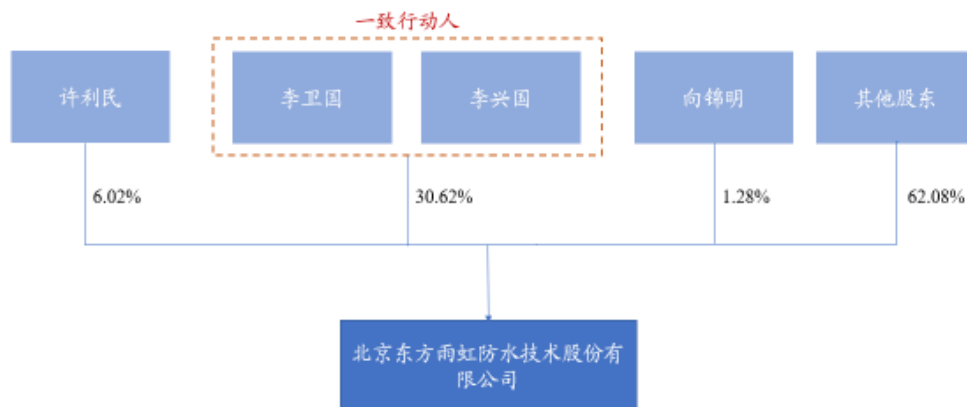 一致行动人
许利民
李卫国
李兴国
向锦明
其他股东
6.02%
30.62%
1.28%
62.08%
北京东方雨虹防水技术股份有
限公司